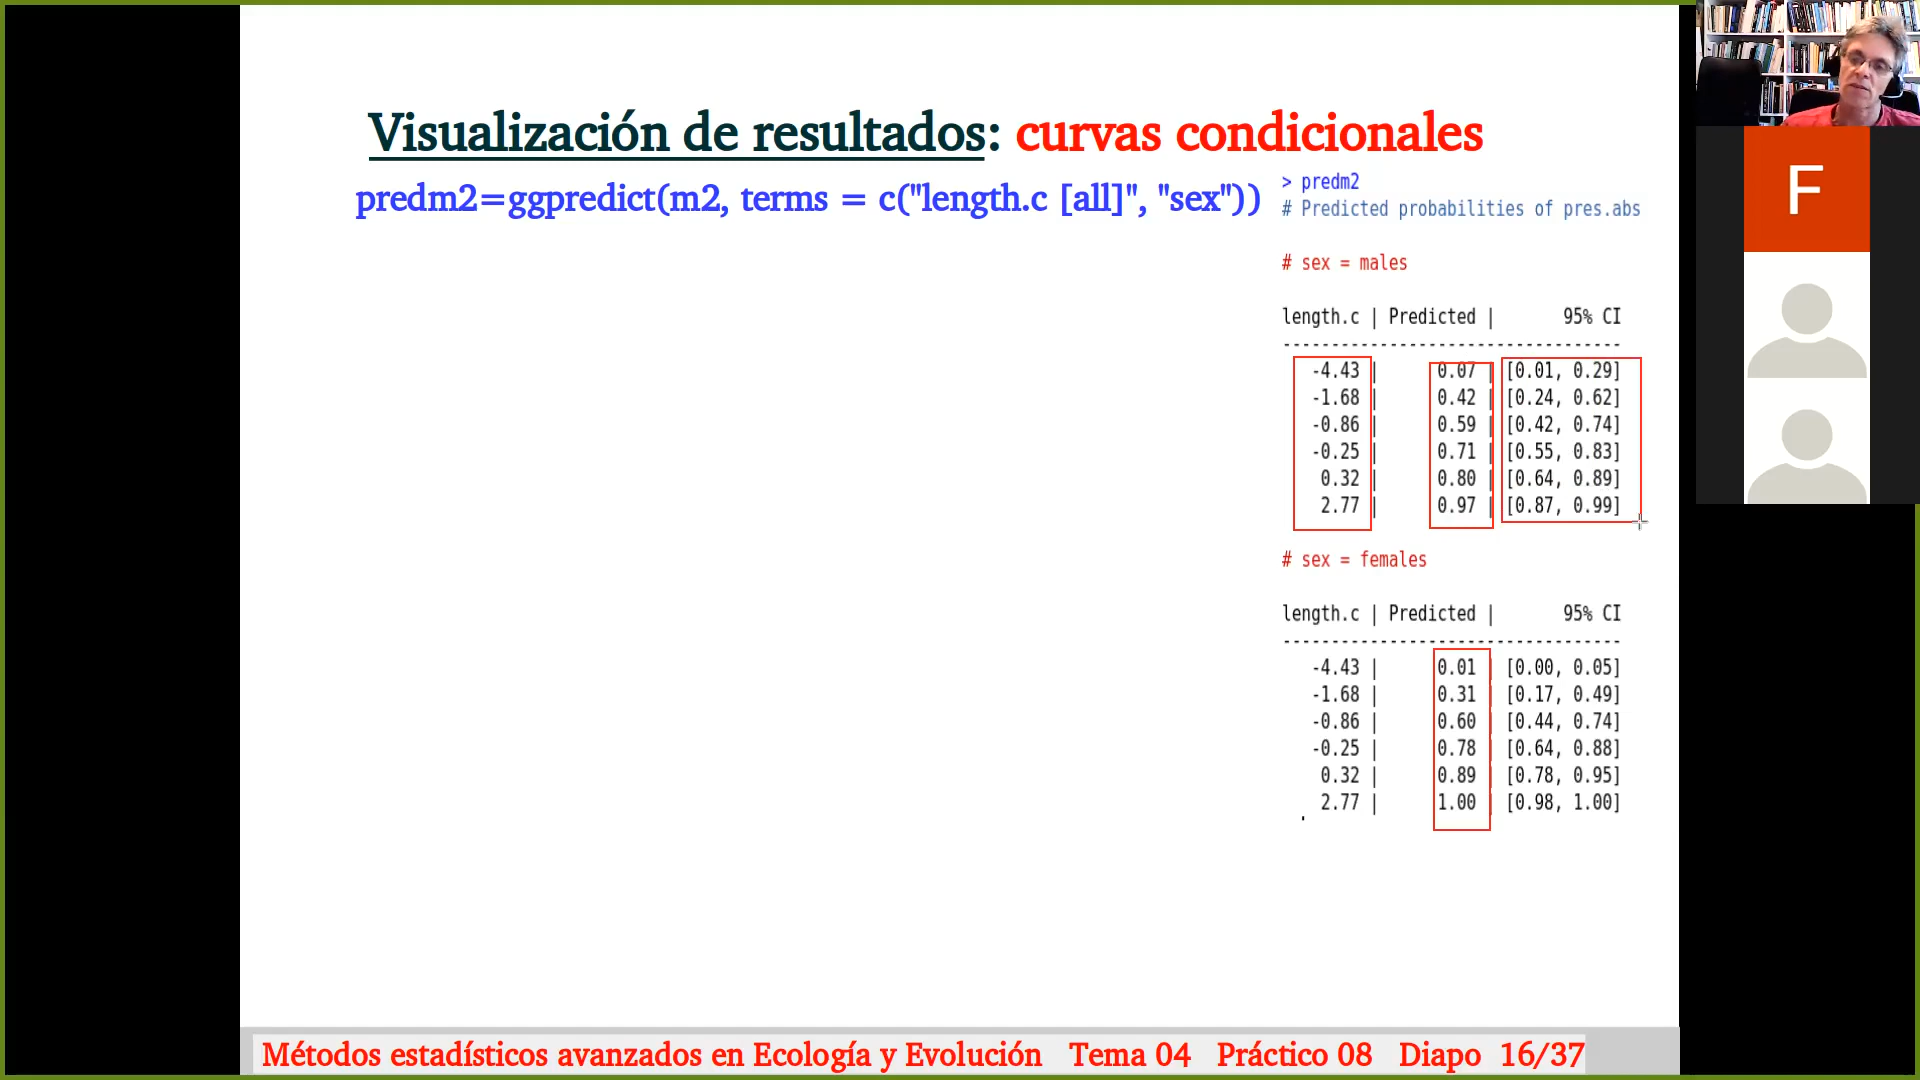 Visualización de resultados: curvas condicionales
predm2=ggpredict(m2, terms = c("length.c [all]", "sex"))
> predm2
# Predicted probabilities of pres.abs
# sex = males
length.c | Predicted | 95% CI
-----------------------------------
-4.43 | 0.07 | [0.01, 0.29]
-1.68 | 0.42 | [0.24, 0.62]
-0.86 | 0.59 | [0.42, 0.74]
-0.25 | 0.71 | [0.55, 0.83]
0.32 | 0.80 | [0.64, 0.89]
2.77 | 0.97 | [0.87, 0.99]
# sex = females
length.c | Predicted | 95% CI
-----------------------------------
-4.43 | 0.01 | [0.00, 0.05]
-1.68 | 0.31 | [0.17, 0.49]
-0.86 | 0.60 | [0.44, 0.74]
-0.25 | 0.78 | [0.64, 0.88]
0.32 | 0.89 | [0.78, 0.95]
2.77 | 1.00 | [0.98, 1.00]
F
Métodos estadísticos avanzados en Ecología y Evolución Tema 04 Práctico 08 Diapo 16/37